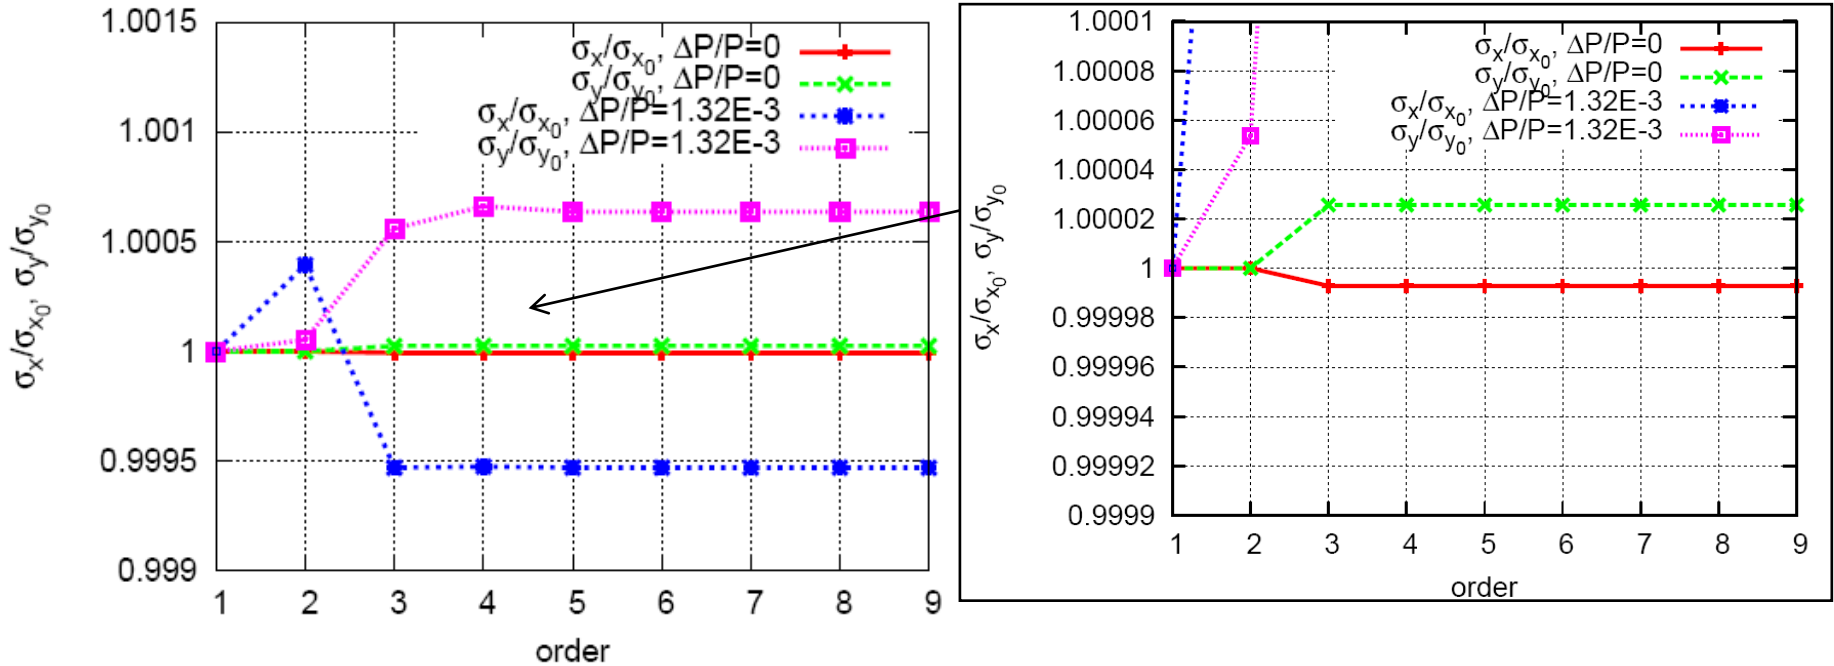 1.0015
1.001
1.0005
1
0.9995
0.999
σx/σx0, σy/σy0
σx/σx0, ΔP/P=0
σy/σy0, ΔP/P=0
σx/σx0, ΔP/P=1.32E-3
σy/σy0, ΔP/P=1.32E-3
1 2 3 4 5 6 7 8 9
order
1.0001
1.00008
1.00006
1.00004
1.00002
1
0.99998
0.99996
0.99994
0.99992
0.9999
σx/σx0, σy/σy0
σx/σx0, ΔP/P=0
σy/σy0, ΔP/P=0
σx/σx0, ΔP/P=1.32E-3
σy/σy0, ΔP/P=1.32E-3
1 2 3 4 5 6 7 8 9
order